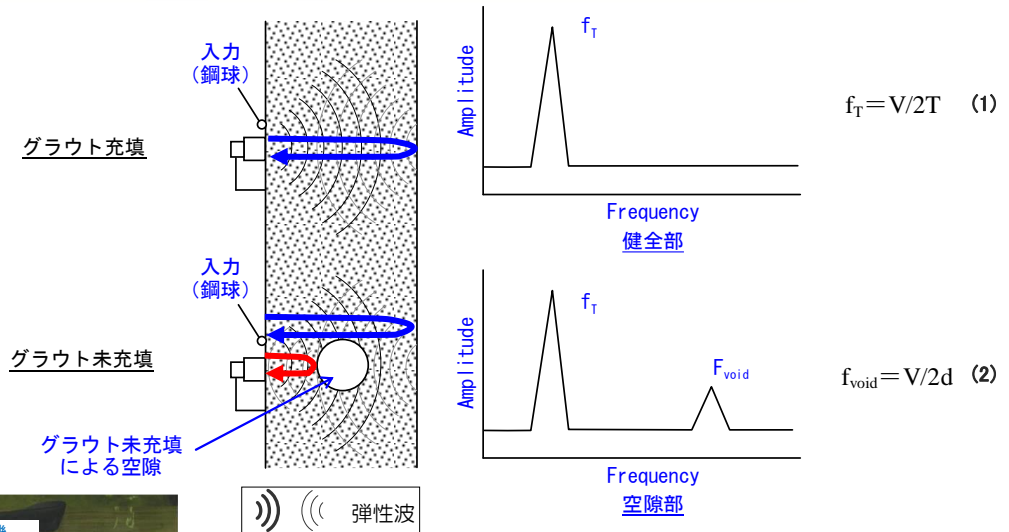 入力
（鋼球）
グラウト充填
入力
（鋼球）
グラウト未充填
グラウト未充填
による空隙
弾性波
Amplitude
f_T
Frequency
健全部
f_T＝V/2T (1)
Amplitude
f_T
F_void
Frequency
空隙部
f_void＝V/2d (2)